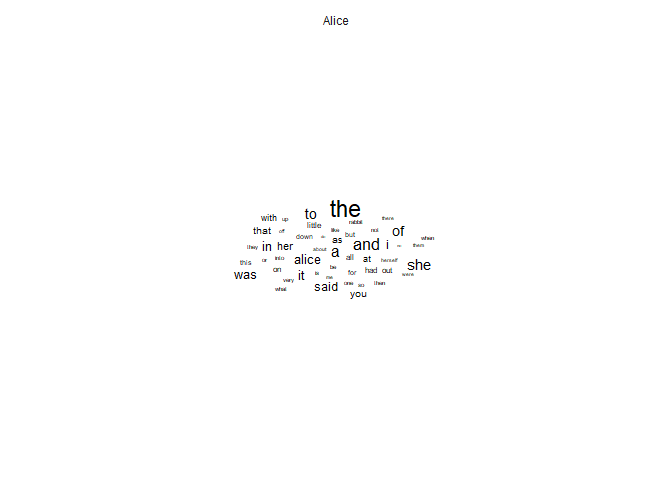 Alice
the
to
with up
rabbit there
little
that off like not of
down as but when
they in her and i them
about a all
this or into alice at herself she
was on be
it is me for had out were
very said one so then
what you